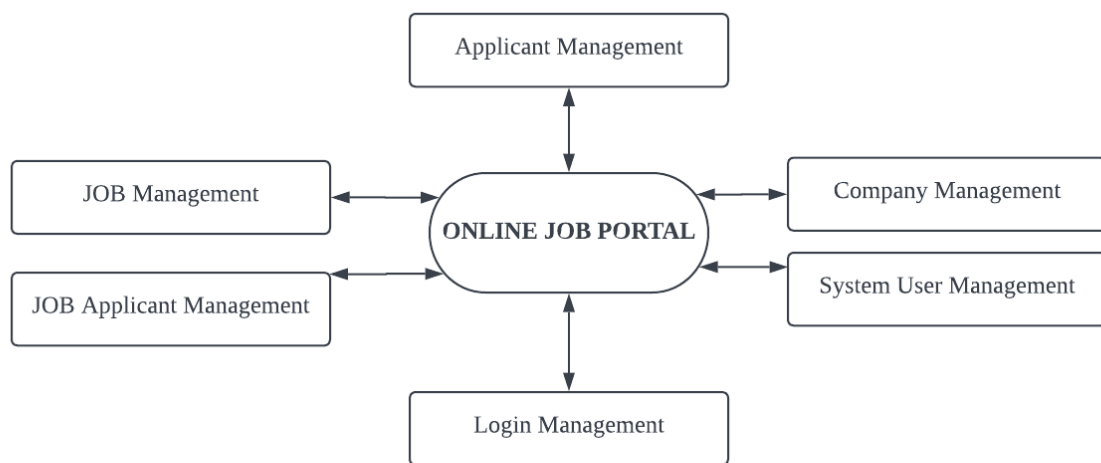 Applicant Management
JOB Management
Company Management
ONLINE JOB PORTAL
JOB Applicant Management
System User Management
Login Management